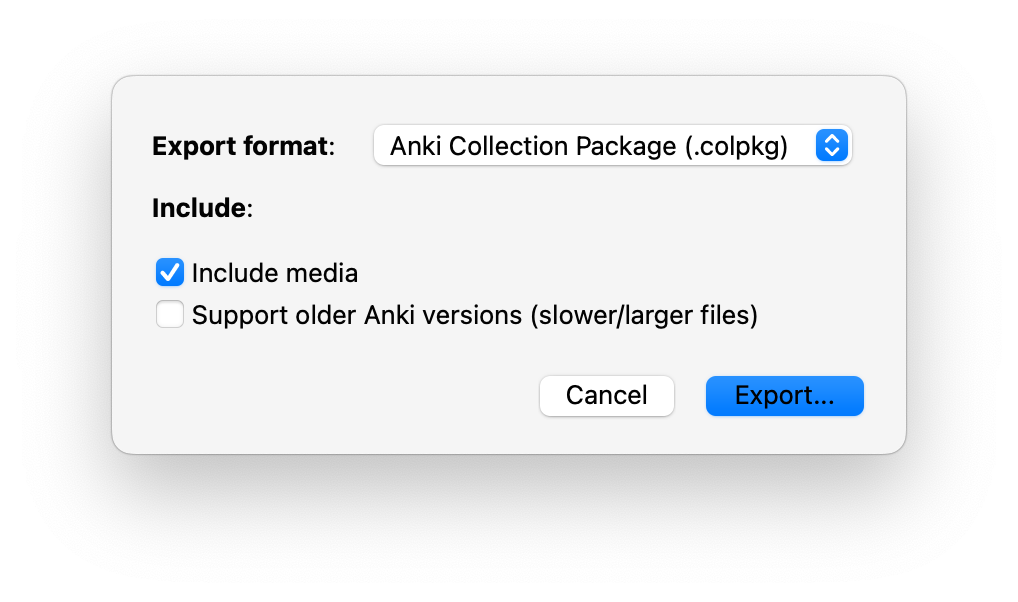 Export format: Anki Collection Package (.colpkg)
Include:
Include media
Support older Anki versions (slower/larger files)
Cancel Export...